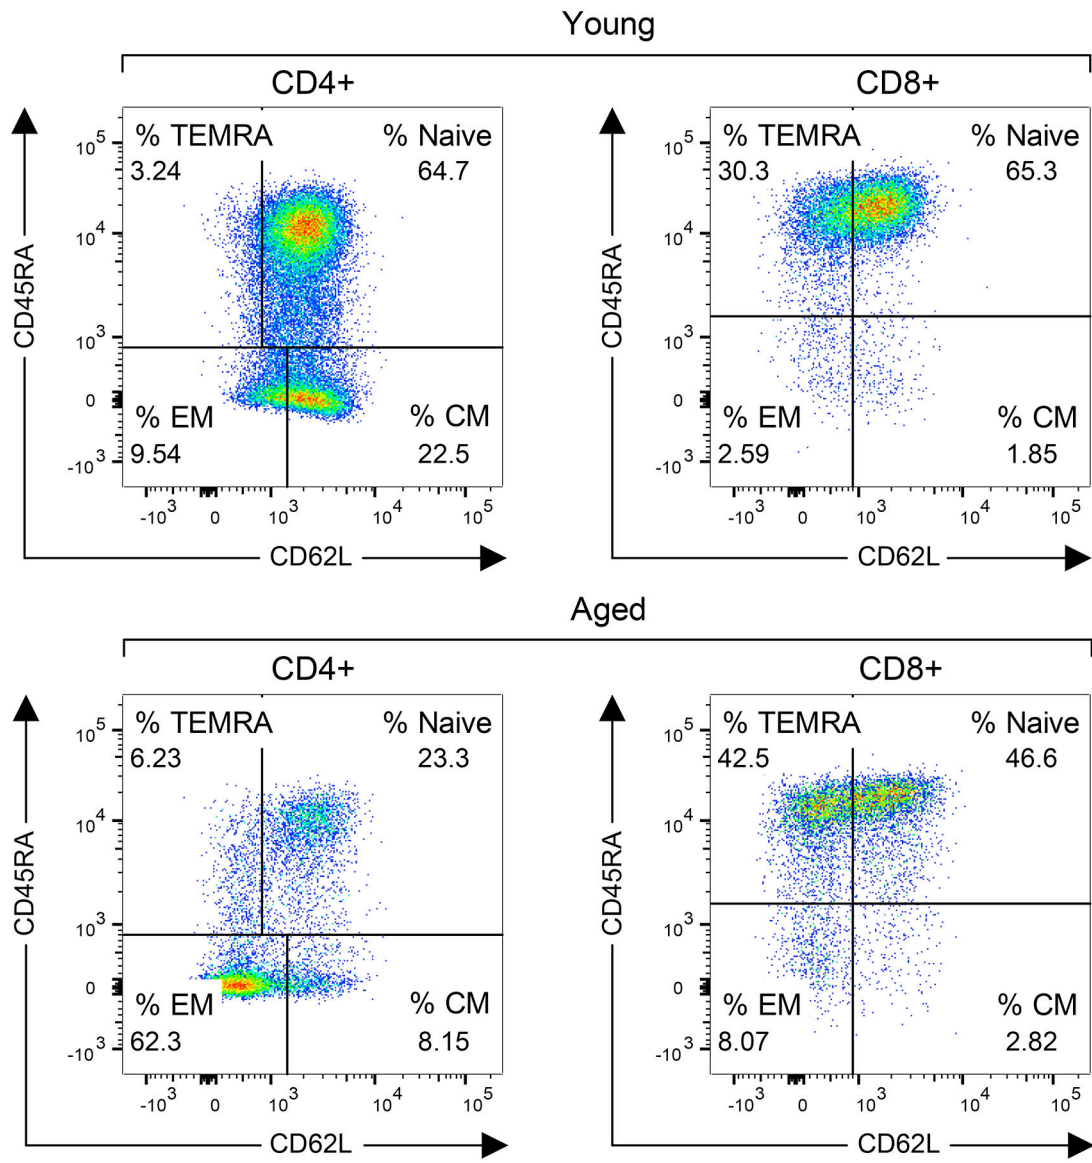 Young
CD4+ CD8+
% TEMRA % Naive % TEMRA % Naive
3.24 64.7 30.3 65.3
10^5 10^5
10^4 10^4
CD45RA CD45RA
10^3 10^3
0 0
% EM % CM % EM % CM
9.54 22.5 2.59 1.85
-10^3 -10^3
-10^3 0 10^3 10^4 10^5 -10^3 0 10^3 10^4 10^5
CD62L CD62L
Aged
CD4+ CD8+
% TEMRA % Naive % TEMRA % Naive
10^5 10^5
6.23 23.3 42.5 46.6
10^4 10^4
CD45RA CD45RA
10^3 10^3
0 0
% EM % CM % EM % CM
62.3 8.15 8.07 2.82
-10^3 -10^3
-10^3 0 10^3 10^4 10^5 -10^3 0 10^3 10^4 10^5
CD62L CD62L